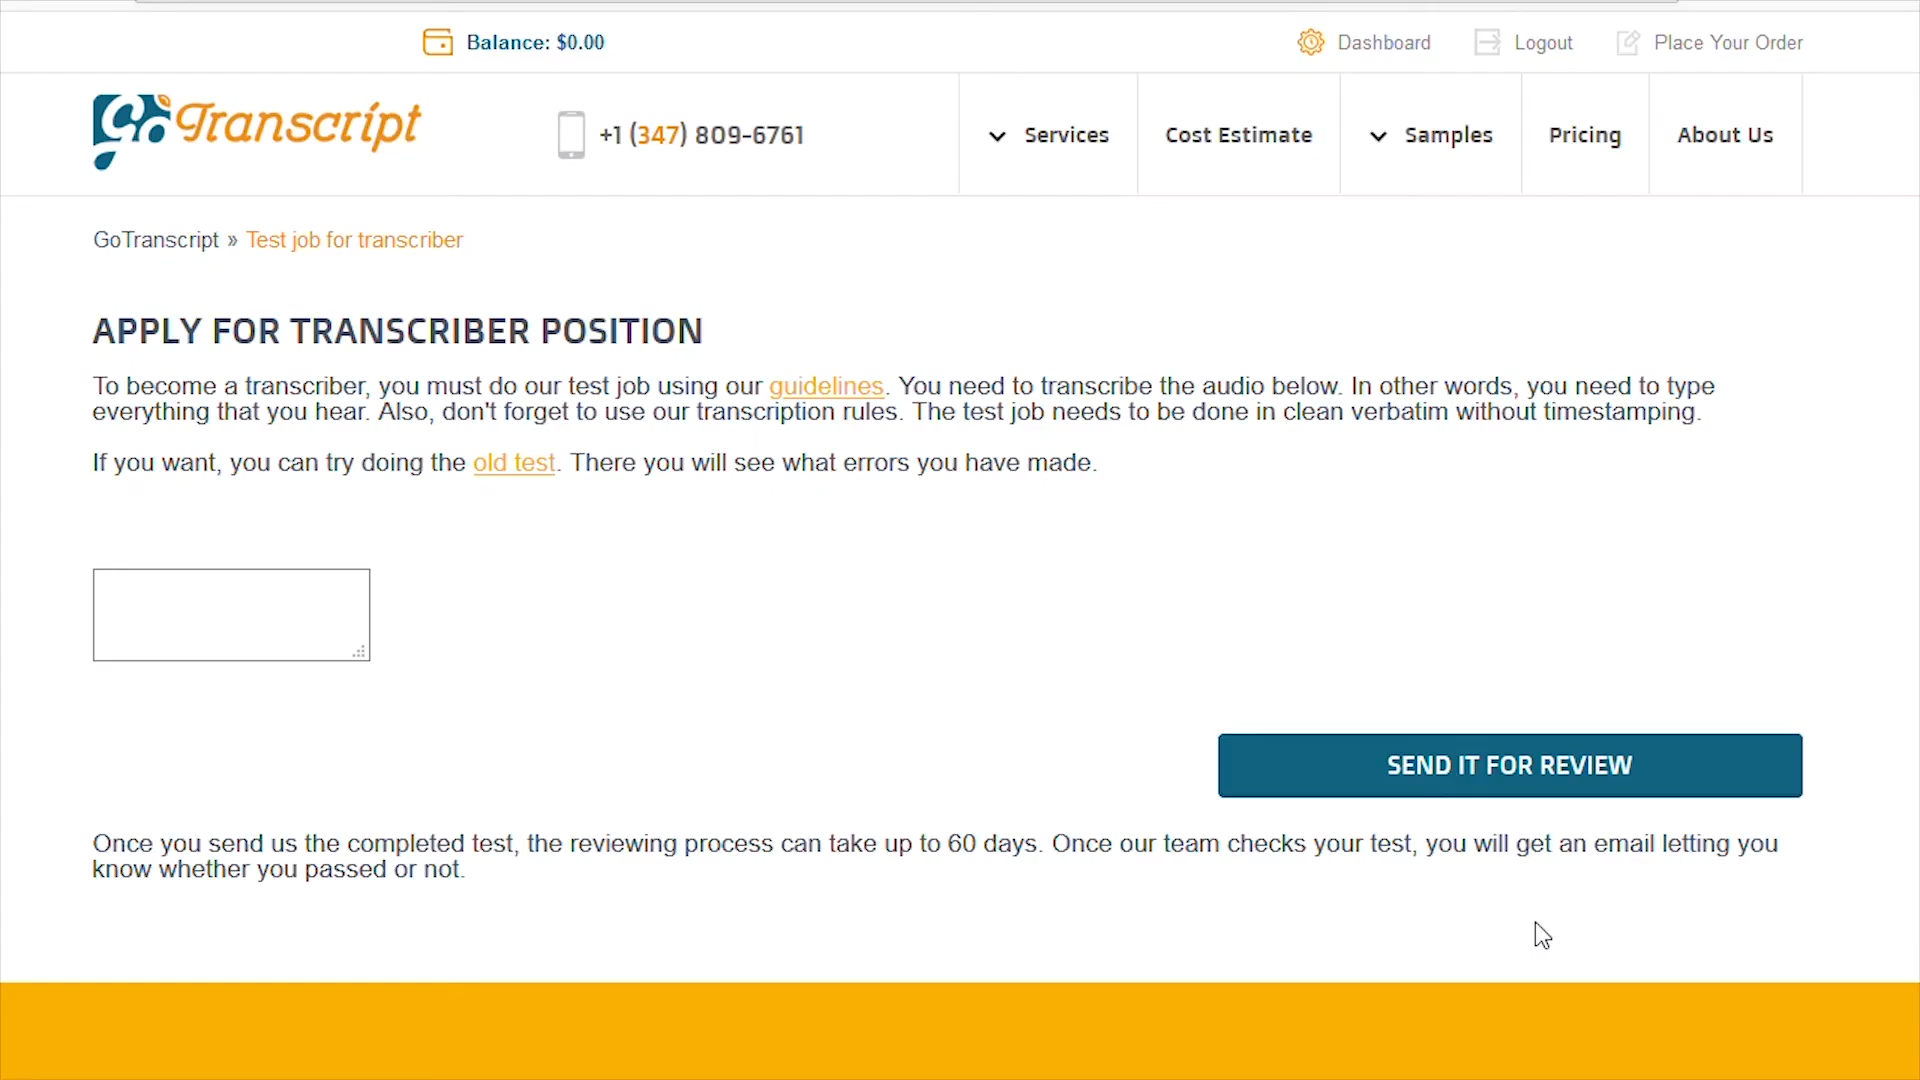 Balance: $0.00
Dashboard
Logout
Place Your Order
GoTranscript
+1 (347) 809-6761
Services
Cost Estimate
Samples
Pricing
About Us
GoTranscript » Test job for transcriber
APPLY FOR TRANSCRIBER POSITION
To become a transcriber, you must do our test job using our guidelines. You need to transcribe the audio below. In other words, you need to type
everything that you hear. Also, don't forget to use our transcription rules. The test job needs to be done in clean verbatim without timestamping.
If you want, you can try doing the old test. There you will see what errors you have made.
SEND IT FOR REVIEW
Once you send us the completed test, the reviewing process can take up to 60 days. Once our team checks your test, you will get an email letting you
know whether you passed or not.